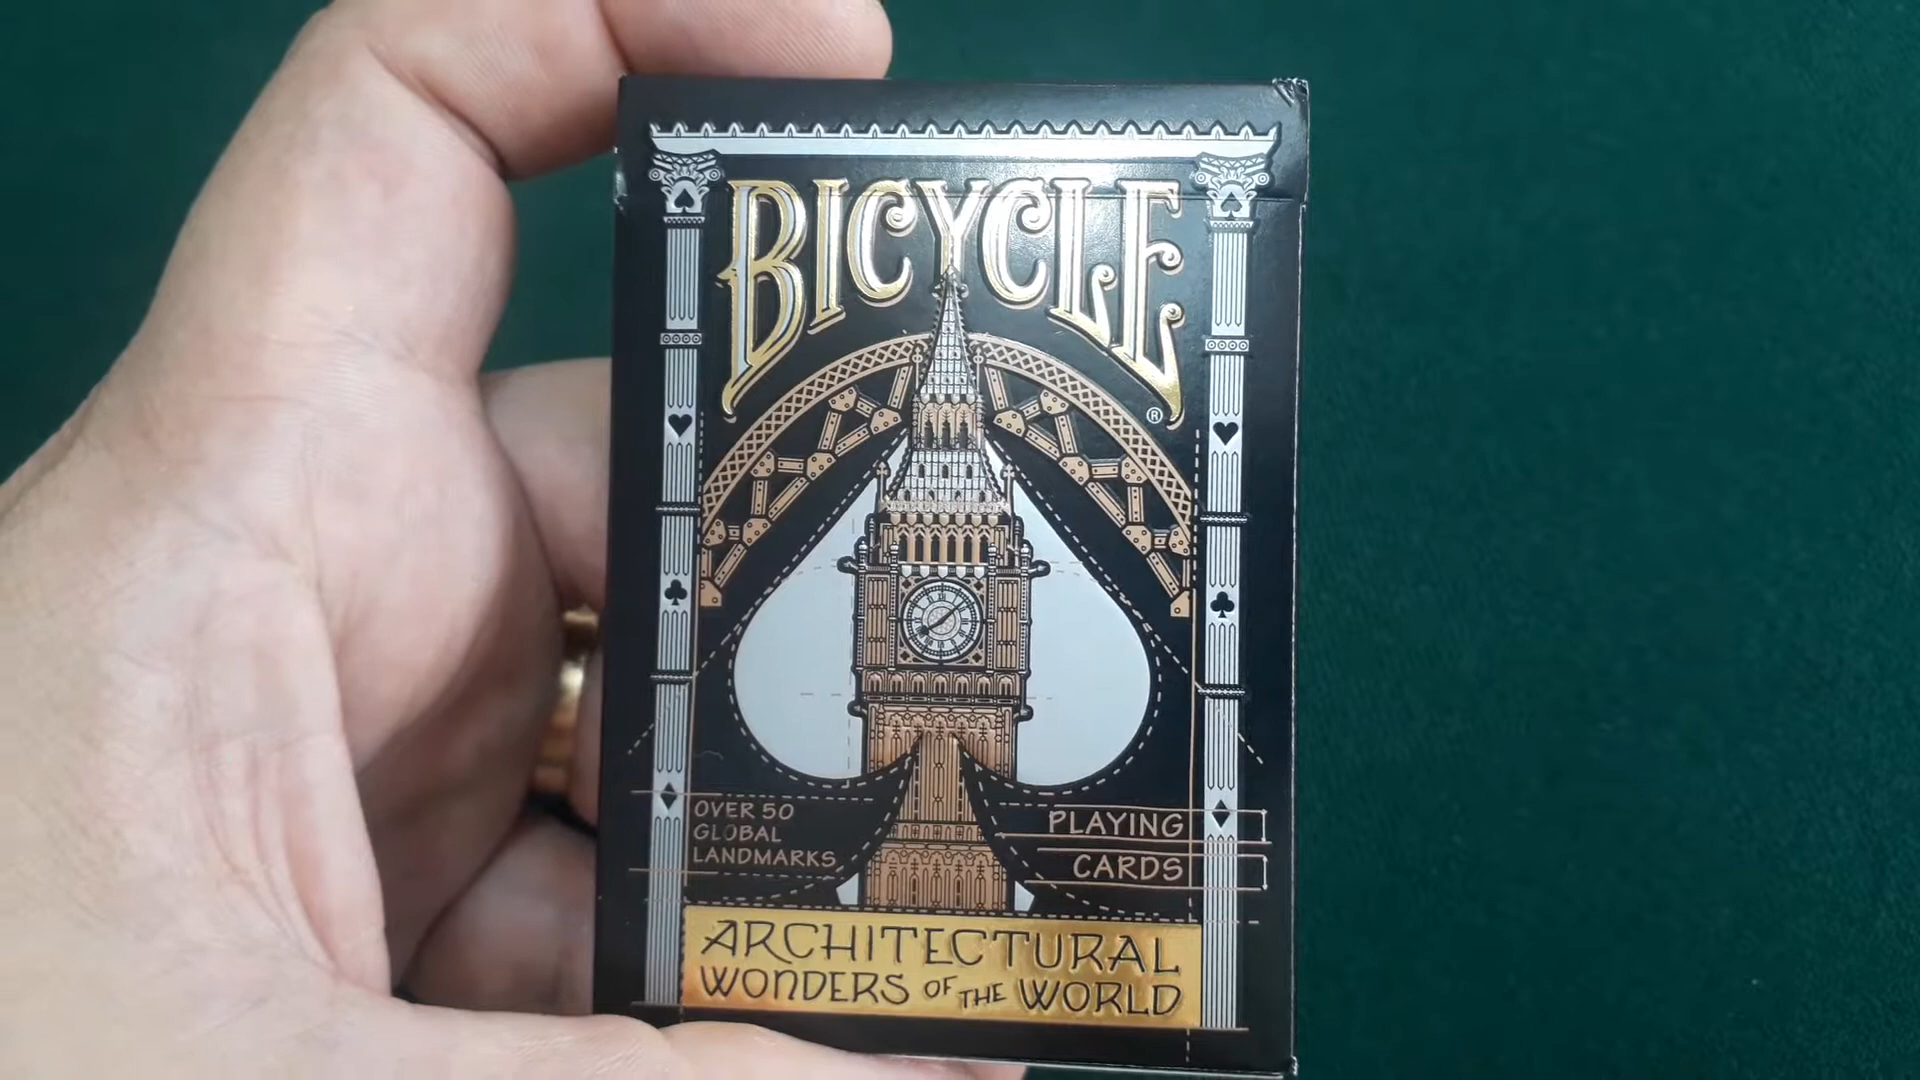 BICYCLE
®
OVER 50
GLOBAL
LANDMARKS
PLAYING
CARDS
ARCHITECTURAL
WONDERS OF THE WORLD